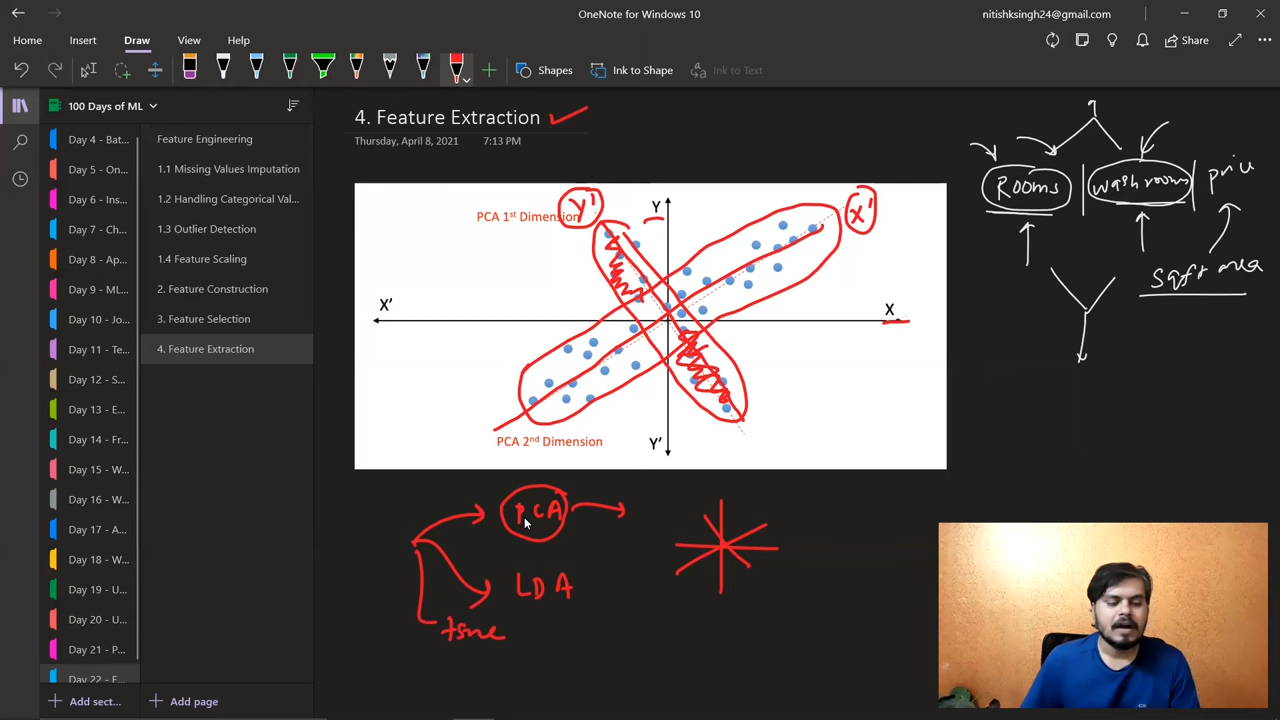 OneNote for Windows 10
nitishksingh24@gmail.com
Home
Insert
Draw
View
Help
Share
Shapes
Ink to Shape
Ink to Text
100 Days of ML
Day 4 - Bat...
Day 5 - On...
Day 6 - Ins...
Day 7 - Ch...
Day 8 - Ap...
Day 9 - ML...
Day 10 - Jo...
Day 11 - Te...
Day 12 - S...
Day 13 - E...
Day 14 - Fr...
Day 15 - W...
Day 16 - W...
Day 17 - A...
Day 18 - W...
Day 19 - U...
Day 20 - U...
Day 21 - P...
Day 22 - F...
Add sect...
Feature Engineering
1.1 Missing Values Imputation
1.2 Handling Categorical Val...
1.3 Outlier Detection
1.4 Feature Scaling
2. Feature Construction
3. Feature Selection
4. Feature Extraction
Add page
4. Feature Extraction
Thursday, April 8, 2021
7:13 PM
Y'
PCA 1st Dimension
Y
X'
X'
X
PCA 2nd Dimension
Y'
Rooms
washrooms
price
sqft area
PCA
LDA
tsne